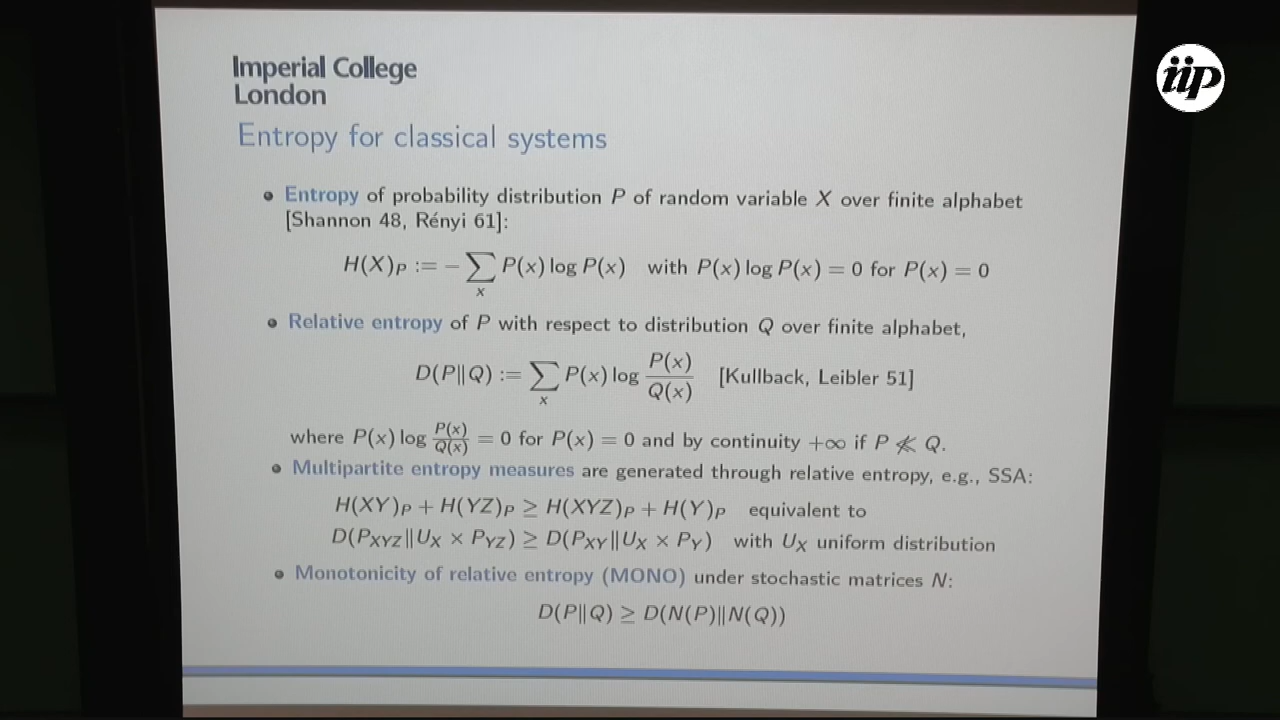 Imperial College
London
iip
Entropy for classical systems
• Entropy of probability distribution P of random variable X over finite alphabet
[Shannon 48, Rényi 61]:
H(X)_P := − ∑_x P(x) log P(x) with P(x) log P(x) = 0 for P(x) = 0
• Relative entropy of P with respect to distribution Q over finite alphabet,
D(P‖Q) := ∑_x P(x) log P(x)/Q(x) [Kullback, Leibler 51]
where P(x) log P(x)/Q(x) = 0 for P(x) = 0 and by continuity +∞ if P ≪̸ Q.
• Multipartite entropy measures are generated through relative entropy, e.g., SSA:
H(XY)_P + H(YZ)_P ≥ H(XYZ)_P + H(Y)_P equivalent to
D(P_XYZ‖U_X × P_YZ) ≥ D(P_XY‖U_X × P_Y) with U_X uniform distribution
• Monotonicity of relative entropy (MONO) under stochastic matrices N:
D(P‖Q) ≥ D(N(P)‖N(Q))